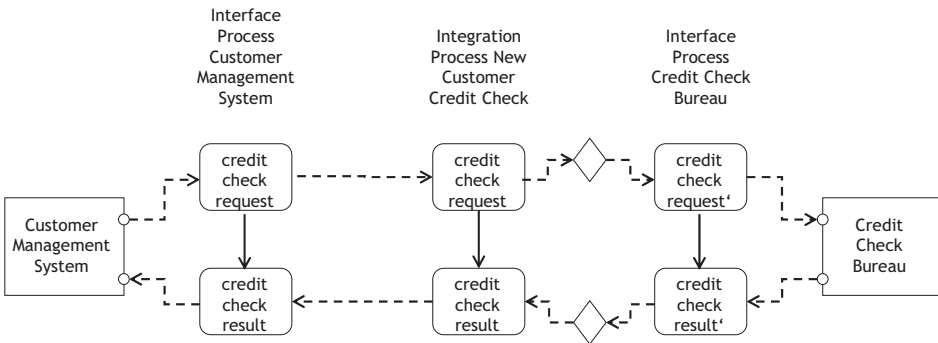 Interface
Process
Customer
Management
System
Integration
Process New
Customer
Credit Check
Interface
Process
Credit Check
Bureau
credit
check
request
credit
check
request
credit
check
request‘
Customer
Management
System
Credit
Check
Bureau
credit
check
result
credit
check
result
credit
check
result‘